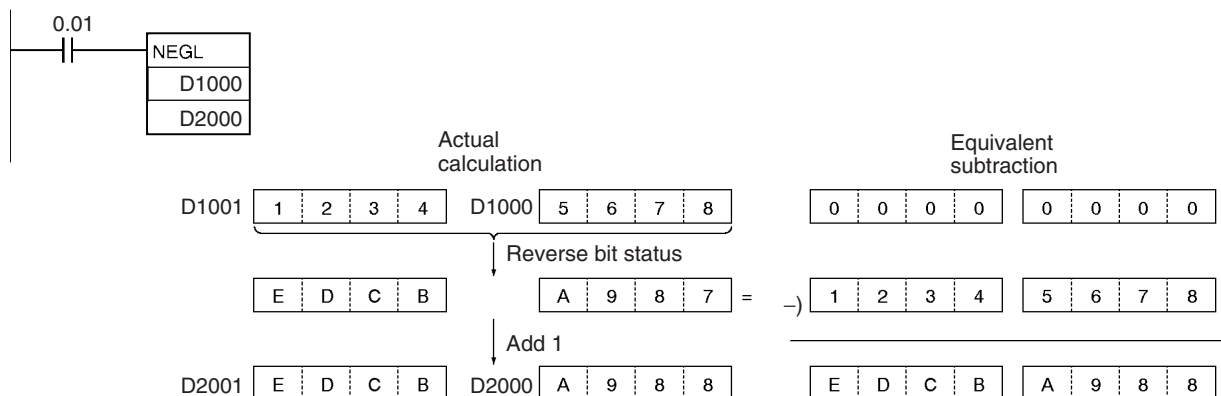 0.01
NEGL
D1000
D2000
Actual
calculation
Equivalent
subtraction
D1001 1 2 3 4 D1000 5 6 7 8 0 0 0 0 0 0 0 0
Reverse bit status
E D C B A 9 8 7 = –) 1 2 3 4 5 6 7 8
Add 1
D2001 E D C B D2000 A 9 8 8 E D C B A 9 8 8